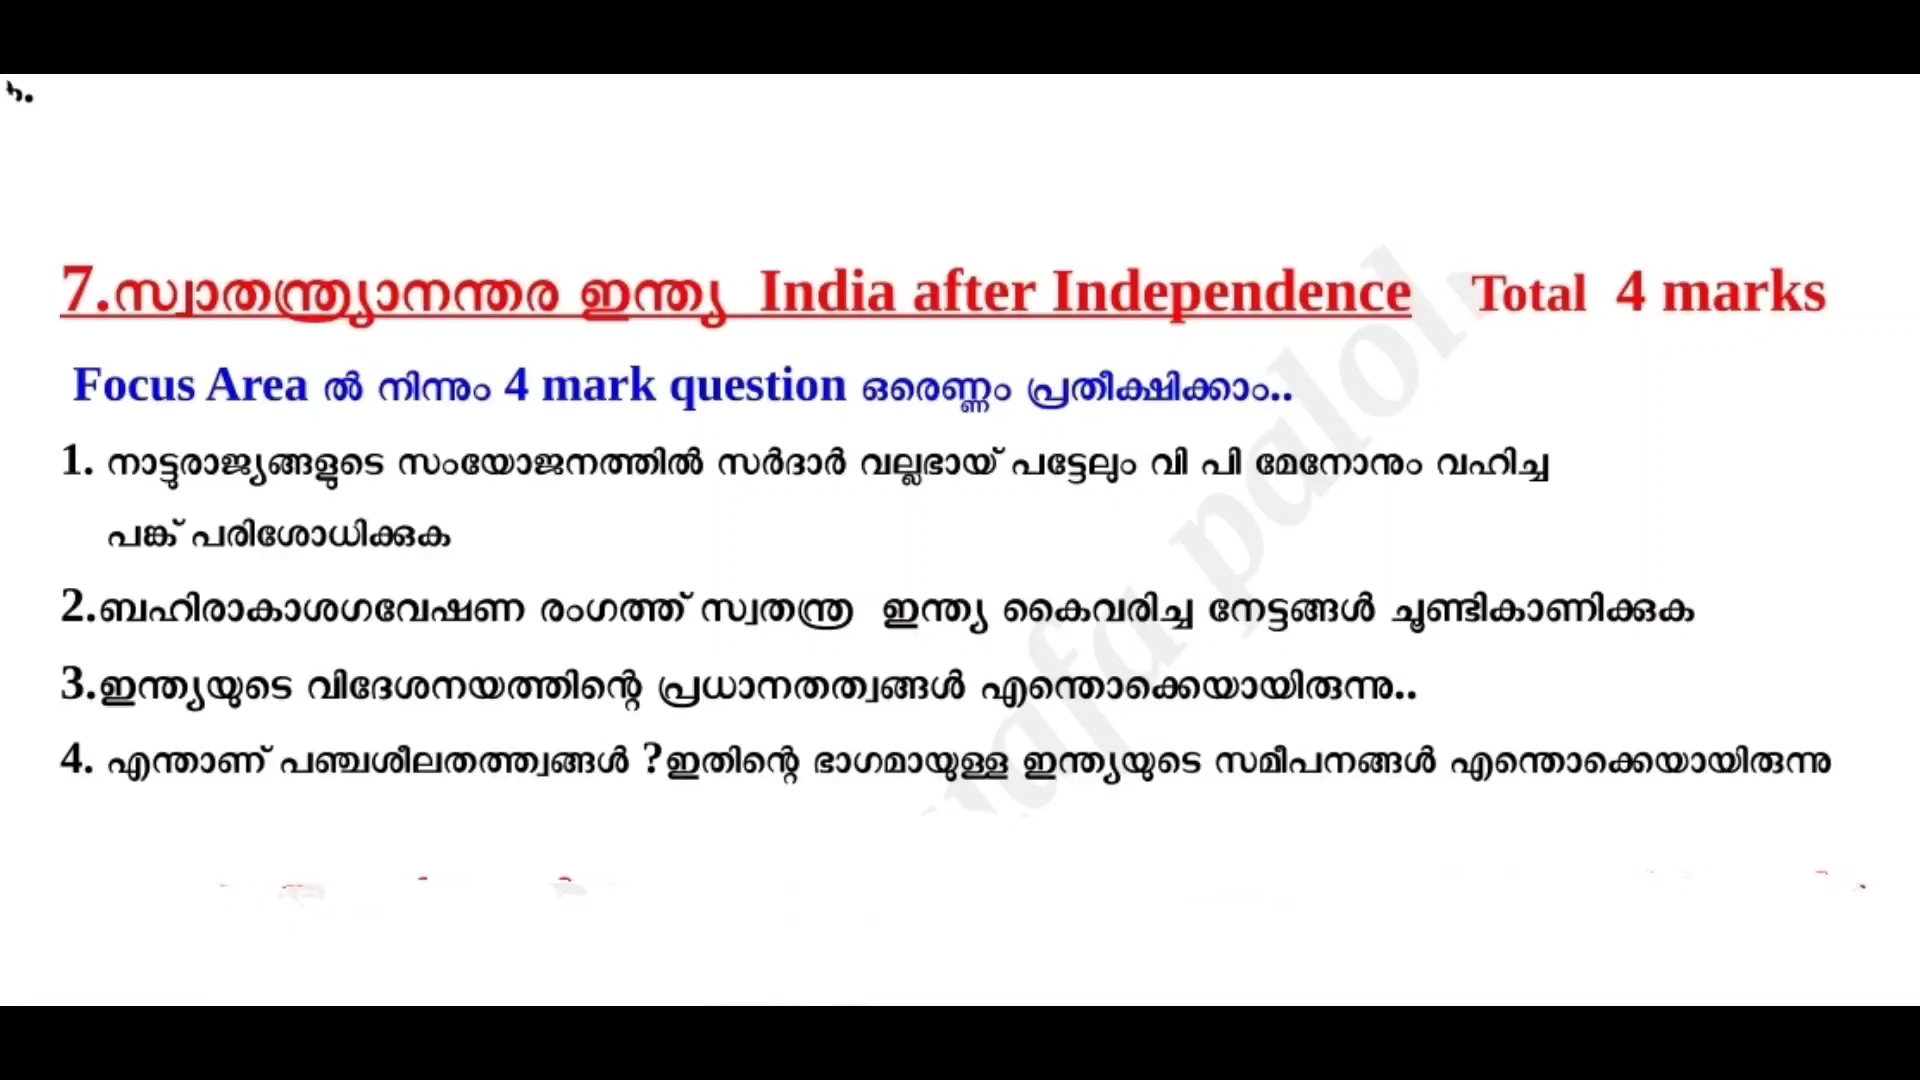 7.സ്വാതന്ത്ര്യാനന്തര ഇന്ത്യ India after Independence Total 4 marks
Focus Area ൽ നിന്നും 4 mark question ഒരെണ്ണം പ്രതീക്ഷിക്കാം..
1. നാട്ടുരാജ്യങ്ങളുടെ സംയോജനത്തിൽ സർദാർ വല്ലഭായ് പട്ടേലും വി പി മേനോനും വഹിച്ച
പങ്ക് പരിശോധിക്കുക
2.ബഹിരാകാശഗവേഷണ രംഗത്ത് സ്വതന്ത്ര ഇന്ത്യ കൈവരിച്ച നേട്ടങ്ങൾ ചൂണ്ടികാണിക്കുക
3.ഇന്ത്യയുടെ വിദേശനയത്തിന്റെ പ്രധാനതത്വങ്ങൾ എന്തൊക്കെയായിരുന്നു..
4. എന്താണ് പഞ്ചശീലതത്ത്വങ്ങൾ ?ഇതിന്റെ ഭാഗമായുള്ള ഇന്ത്യയുടെ സമീപനങ്ങൾ എന്തൊക്കെയായിരുന്നു